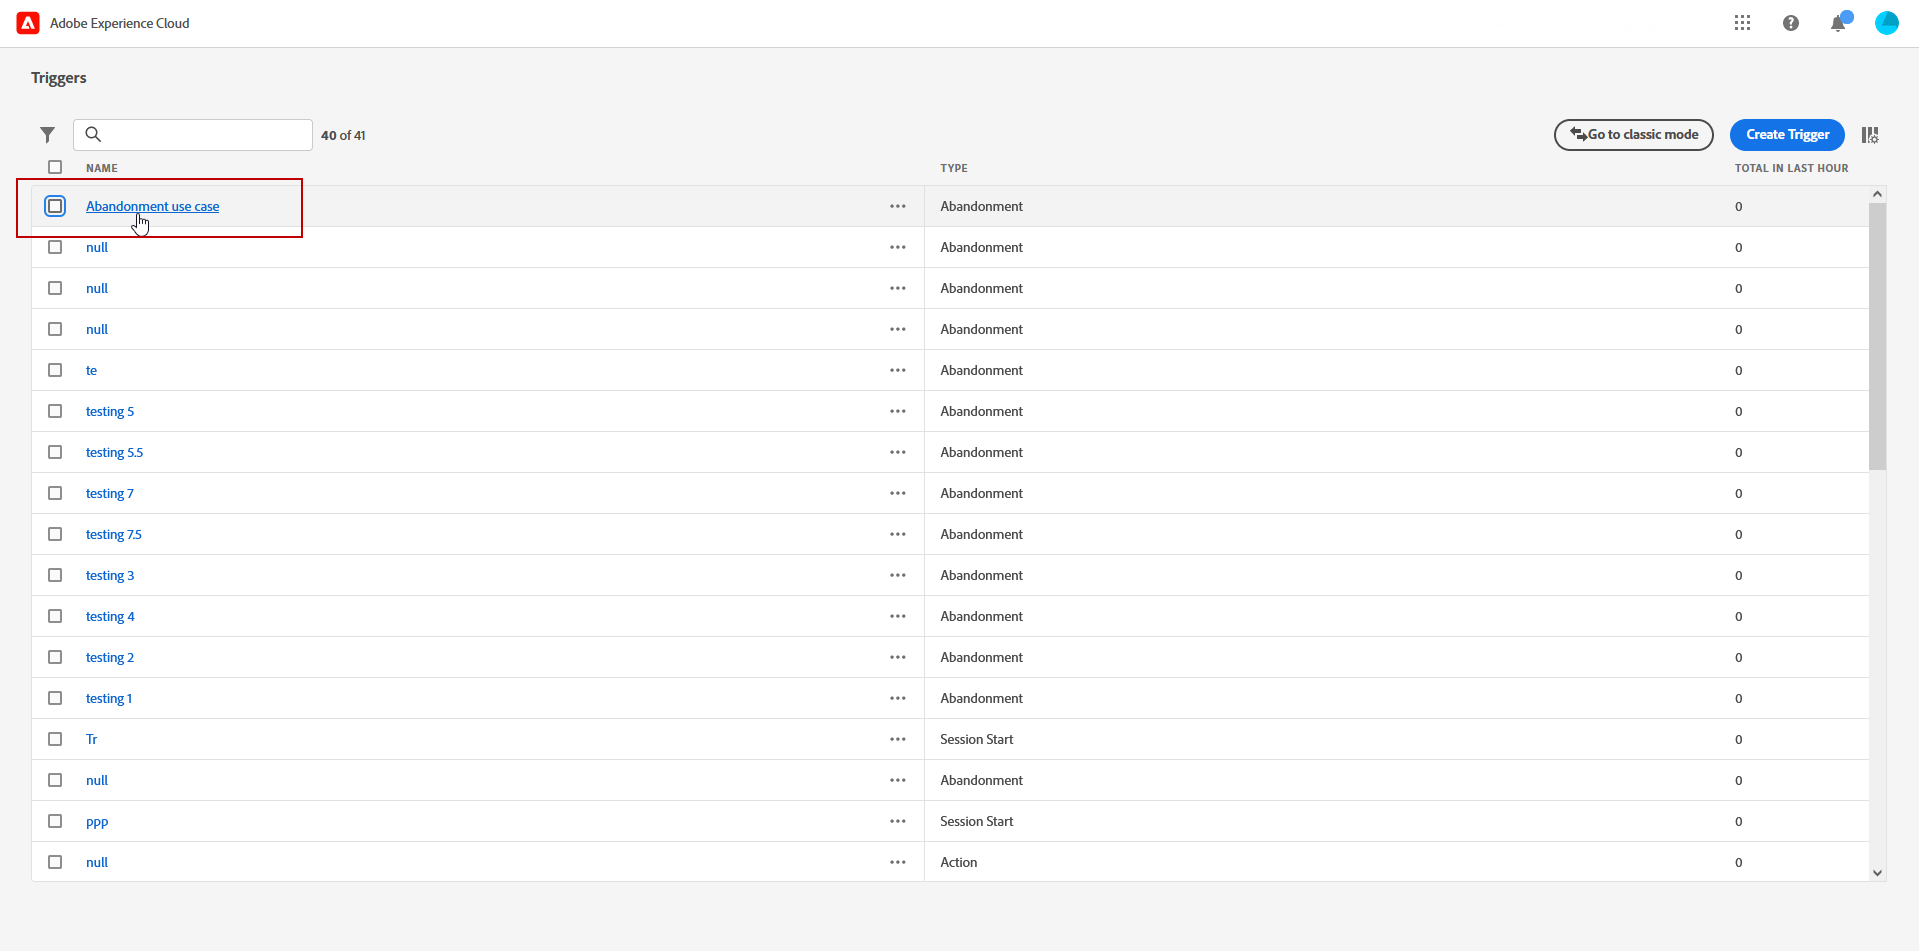 Adobe Experience Cloud
Triggers
40 of 41
Go to classic mode
Create Trigger
NAME TYPE TOTAL IN LAST HOUR
Abandonment use case Abandonment 0
null Abandonment 0
null Abandonment 0
null Abandonment 0
te Abandonment 0
testing 5 Abandonment 0
testing 5.5 Abandonment 0
testing 7 Abandonment 0
testing 7.5 Abandonment 0
testing 3 Abandonment 0
testing 4 Abandonment 0
testing 2 Abandonment 0
testing 1 Abandonment 0
Tr Session Start 0
null Abandonment 0
ppp Session Start 0
null Action 0